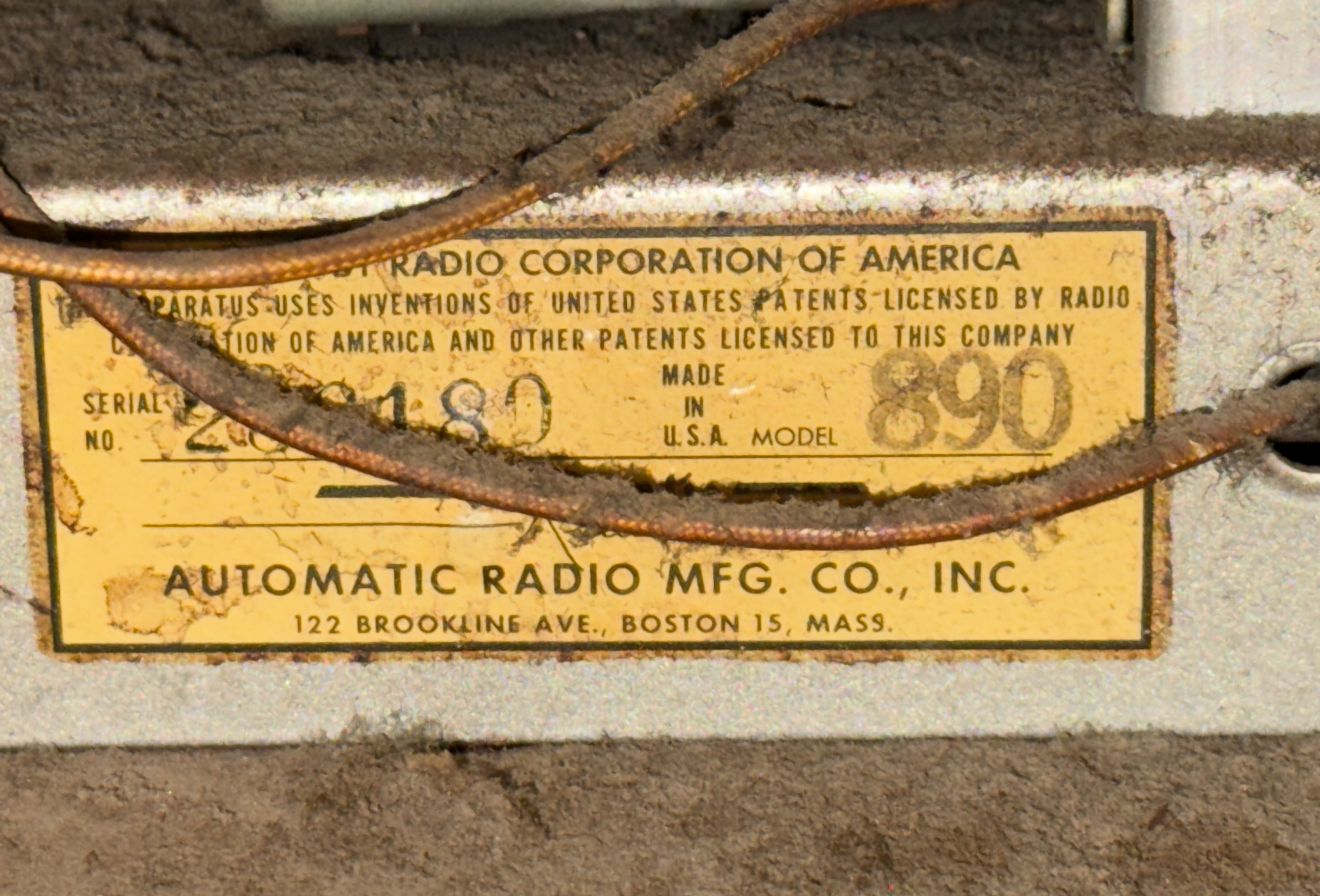 RADIO CORPORATION OF AMERICA
USES INVENTIONS OF UNITED STATES PATENTS LICENSED BY RADIO
OF AMERICA AND OTHER PATENTS LICENSED TO THIS COMPANY
SERIAL NO.
MADE IN U.S.A. MODEL 890
AUTOMATIC RADIO MFG. CO., INC.
122 BROOKLINE AVE., BOSTON 15, MASS.